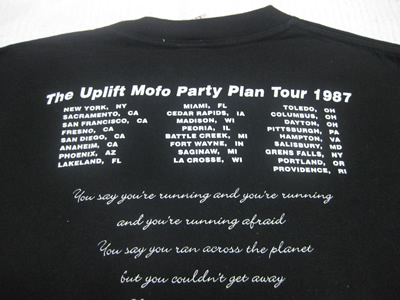 The Uplift Mofo Party Plan Tour 1987
NEW YORK, NY
SACRAMENTO, CA
SAN FRANCISCO, CA
FRESNO, CA
SAN DIEGO, CA
ANAHEIM, CA
PHOENIX, AZ
LAKELAND, FL
MIAMI, FL
CEDAR RAPIDS, IA
MADISON, WI
PEORIA, IL
BATTLE CREEK, MI
FORT WAYNE, IN
SAGINAW, MI
LA CROSSE, WI
TOLEDO, OH
COLUMBUS, OH
DAYTON, OH
PITTSBURGH, PA
HAMPTON, VA
SALISBURY, MD
GRENS FALLS, NY
PORTLAND, OR
PROVIDENCE, RI
You say you're running and you're running
and you're running afraid
You say you ran across the planet
but you couldn't get away